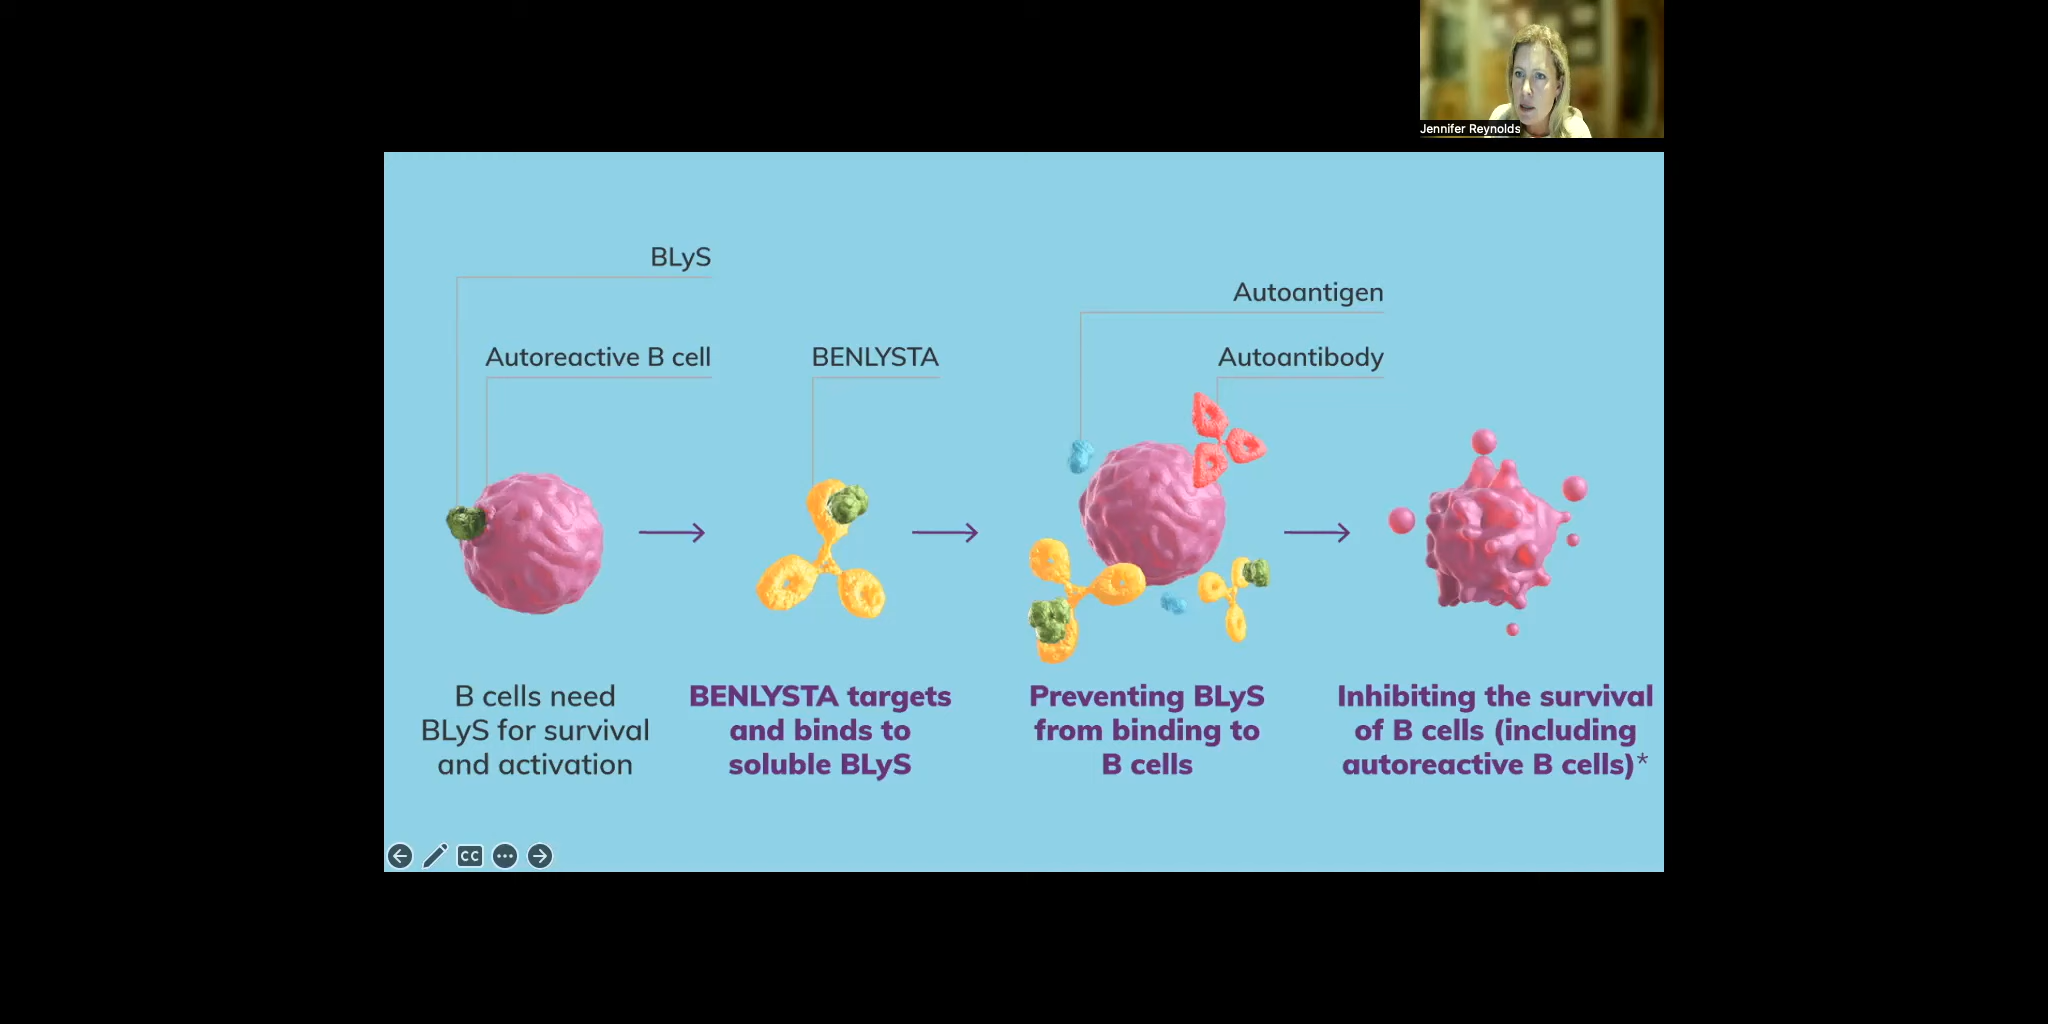 Jennifer Reynolds
BLyS
Autoantigen
Autoreactive B cell
BENLYSTA
Autoantibody
B cells need
BLyS for survival
and activation
BENLYSTA targets
and binds to
soluble BLyS
Preventing BLyS
from binding to
B cells
Inhibiting the survival
of B cells (including
autoreactive B cells)*
CC